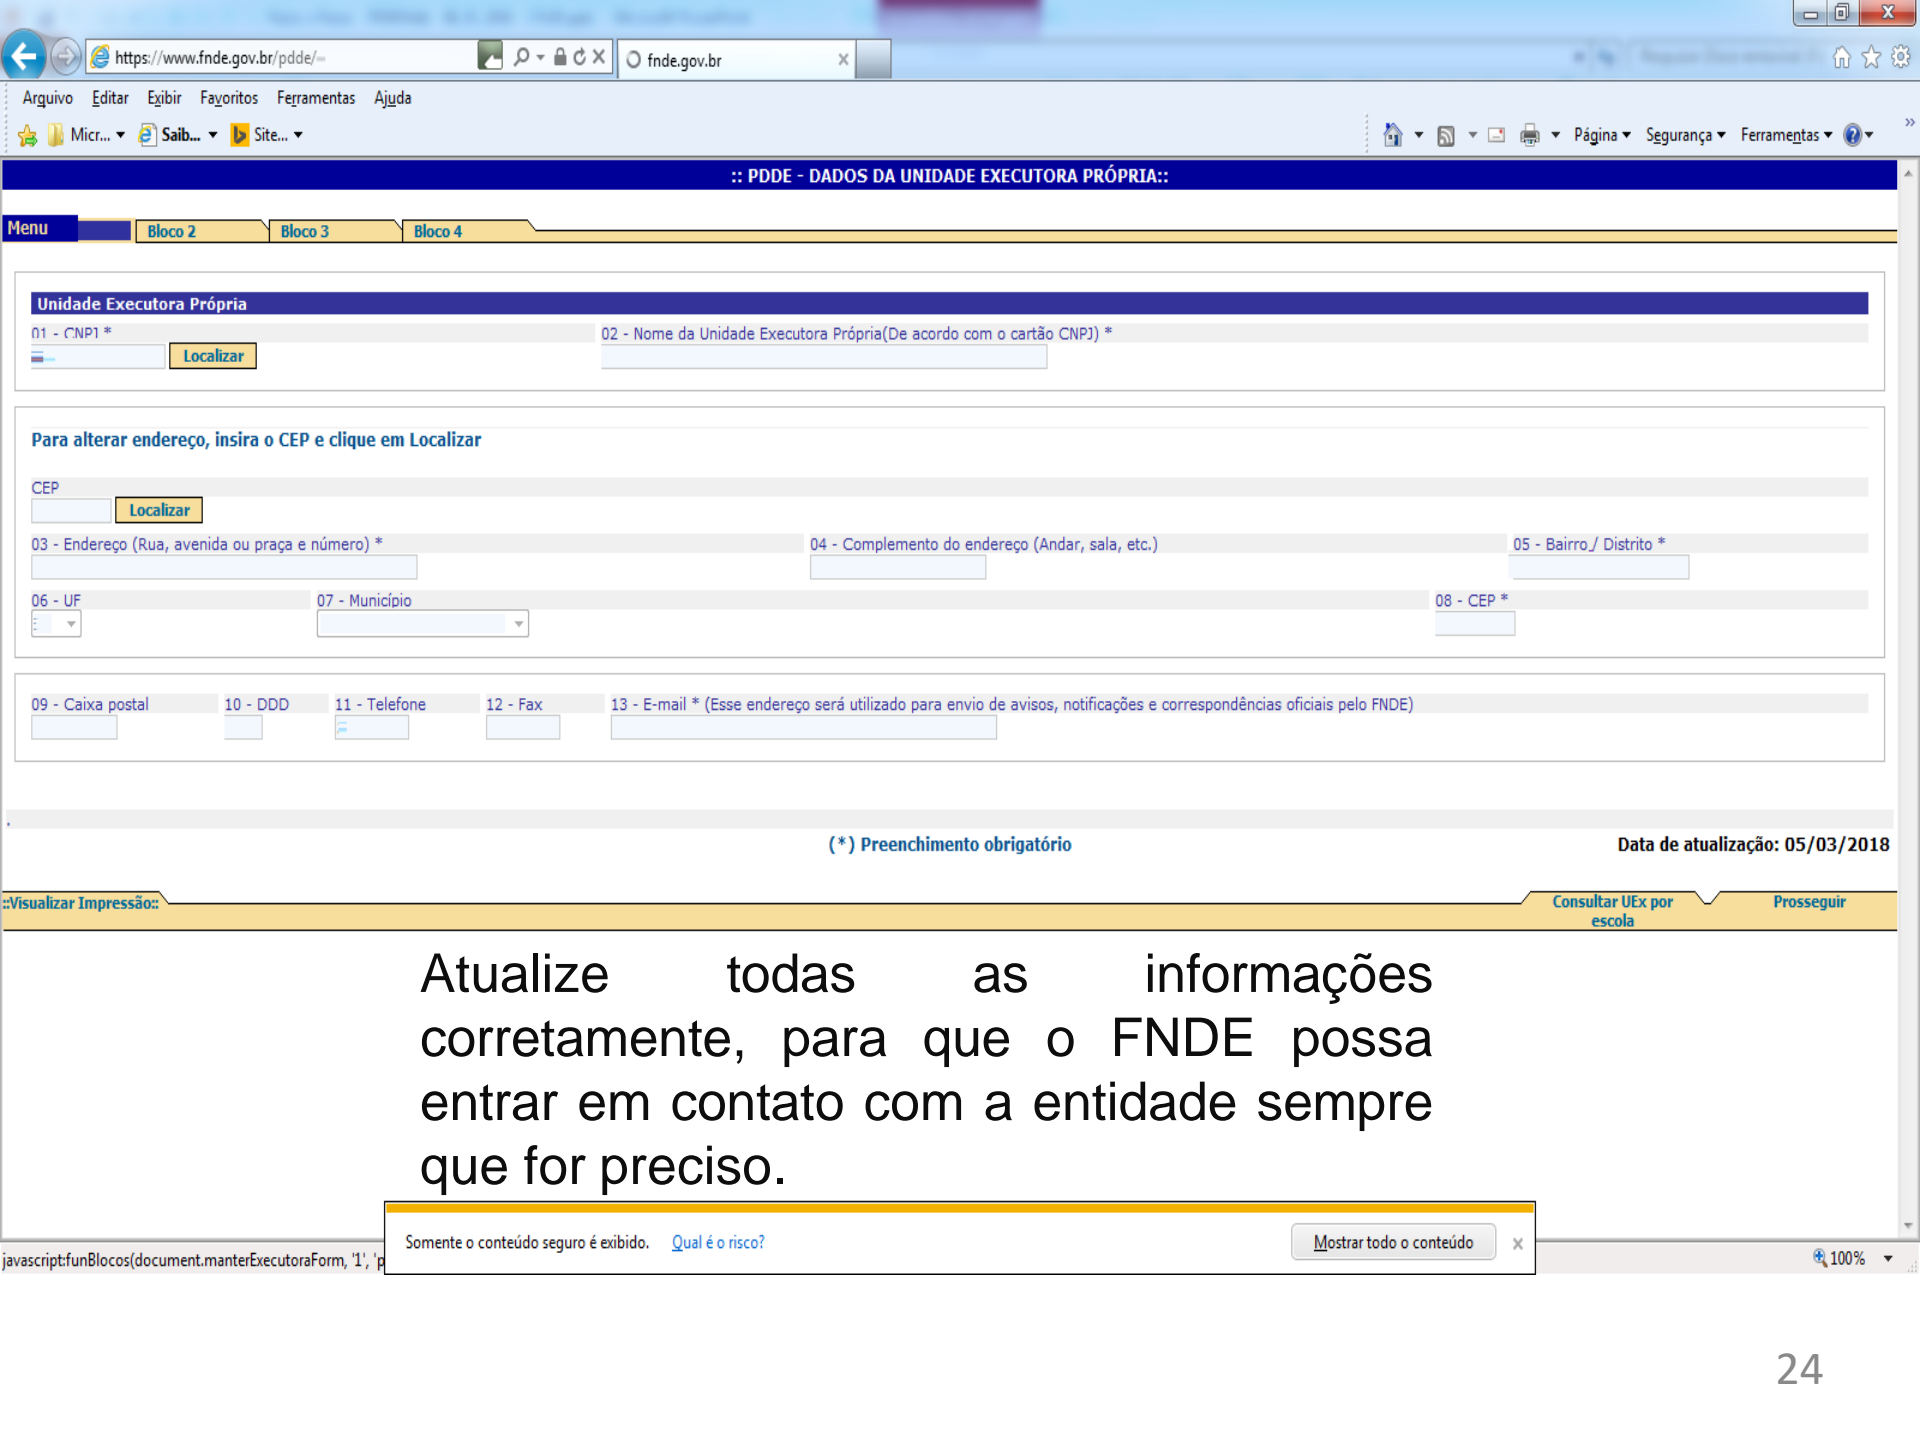 https://www.fnde.gov.br/pdde/
fnde.gov.br
Arquivo Editar Exibir Favoritos Ferramentas Ajuda
Micr... Saib... Site... Página Segurança Ferramentas
:: PDDE - DADOS DA UNIDADE EXECUTORA PRÓPRIA::
Menu Bloco 2 Bloco 3 Bloco 4
Unidade Executora Própria
01 - CNPJ * 02 - Nome da Unidade Executora Própria(De acordo com o cartão CNPJ) *
Localizar
Para alterar endereço, insira o CEP e clique em Localizar
CEP
Localizar
03 - Endereço (Rua, avenida ou praça e número) * 04 - Complemento do endereço (Andar, sala, etc.) 05 - Bairro / Distrito *
06 - UF 07 - Município 08 - CEP *
09 - Caixa postal 10 - DDD 11 - Telefone 12 - Fax 13 - E-mail * (Esse endereço será utilizado para envio de avisos, notificações e correspondências oficiais pelo FNDE)
(*) Preenchimento obrigatório Data de atualização: 05/03/2018
::Visualizar Impressão:: Consultar UEx por escola Prosseguir
Atualize todas as informações
corretamente, para que o FNDE possa
entrar em contato com a entidade sempre
que for preciso.
Somente o conteúdo seguro é exibido. Qual é o risco? Mostrar todo o conteúdo x
javascript:funBlocos(document.manterExecutoraForm, '1', 'p 100%
24